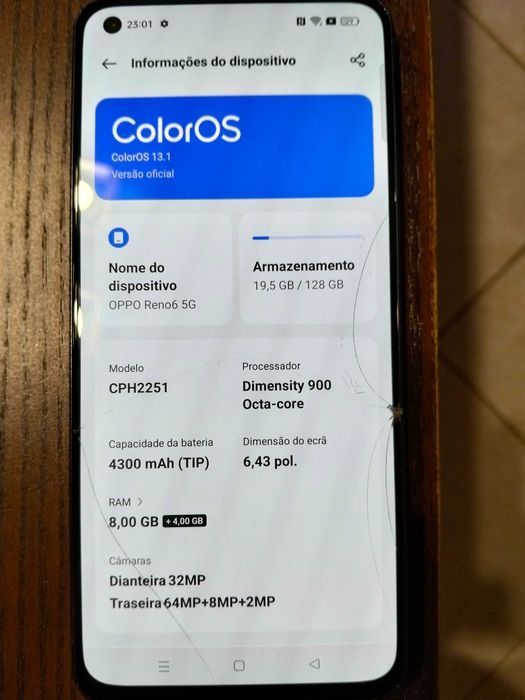 23:01
Informações do dispositivo
ColorOS
ColorOS 13.1
Versão oficial
Nome do
dispositivo
OPPO Reno6 5G
Armazenamento
19,5 GB / 128 GB
Modelo
CPH2251
Processador
Dimensity 900
Octa-core
Capacidade da bateria
4300 mAh (TIP)
Dimensão do ecrã
6,43 pol.
RAM >
8,00 GB + 4,00 GB
Câmaras
Dianteira 32MP
Traseira 64MP+8MP+2MP